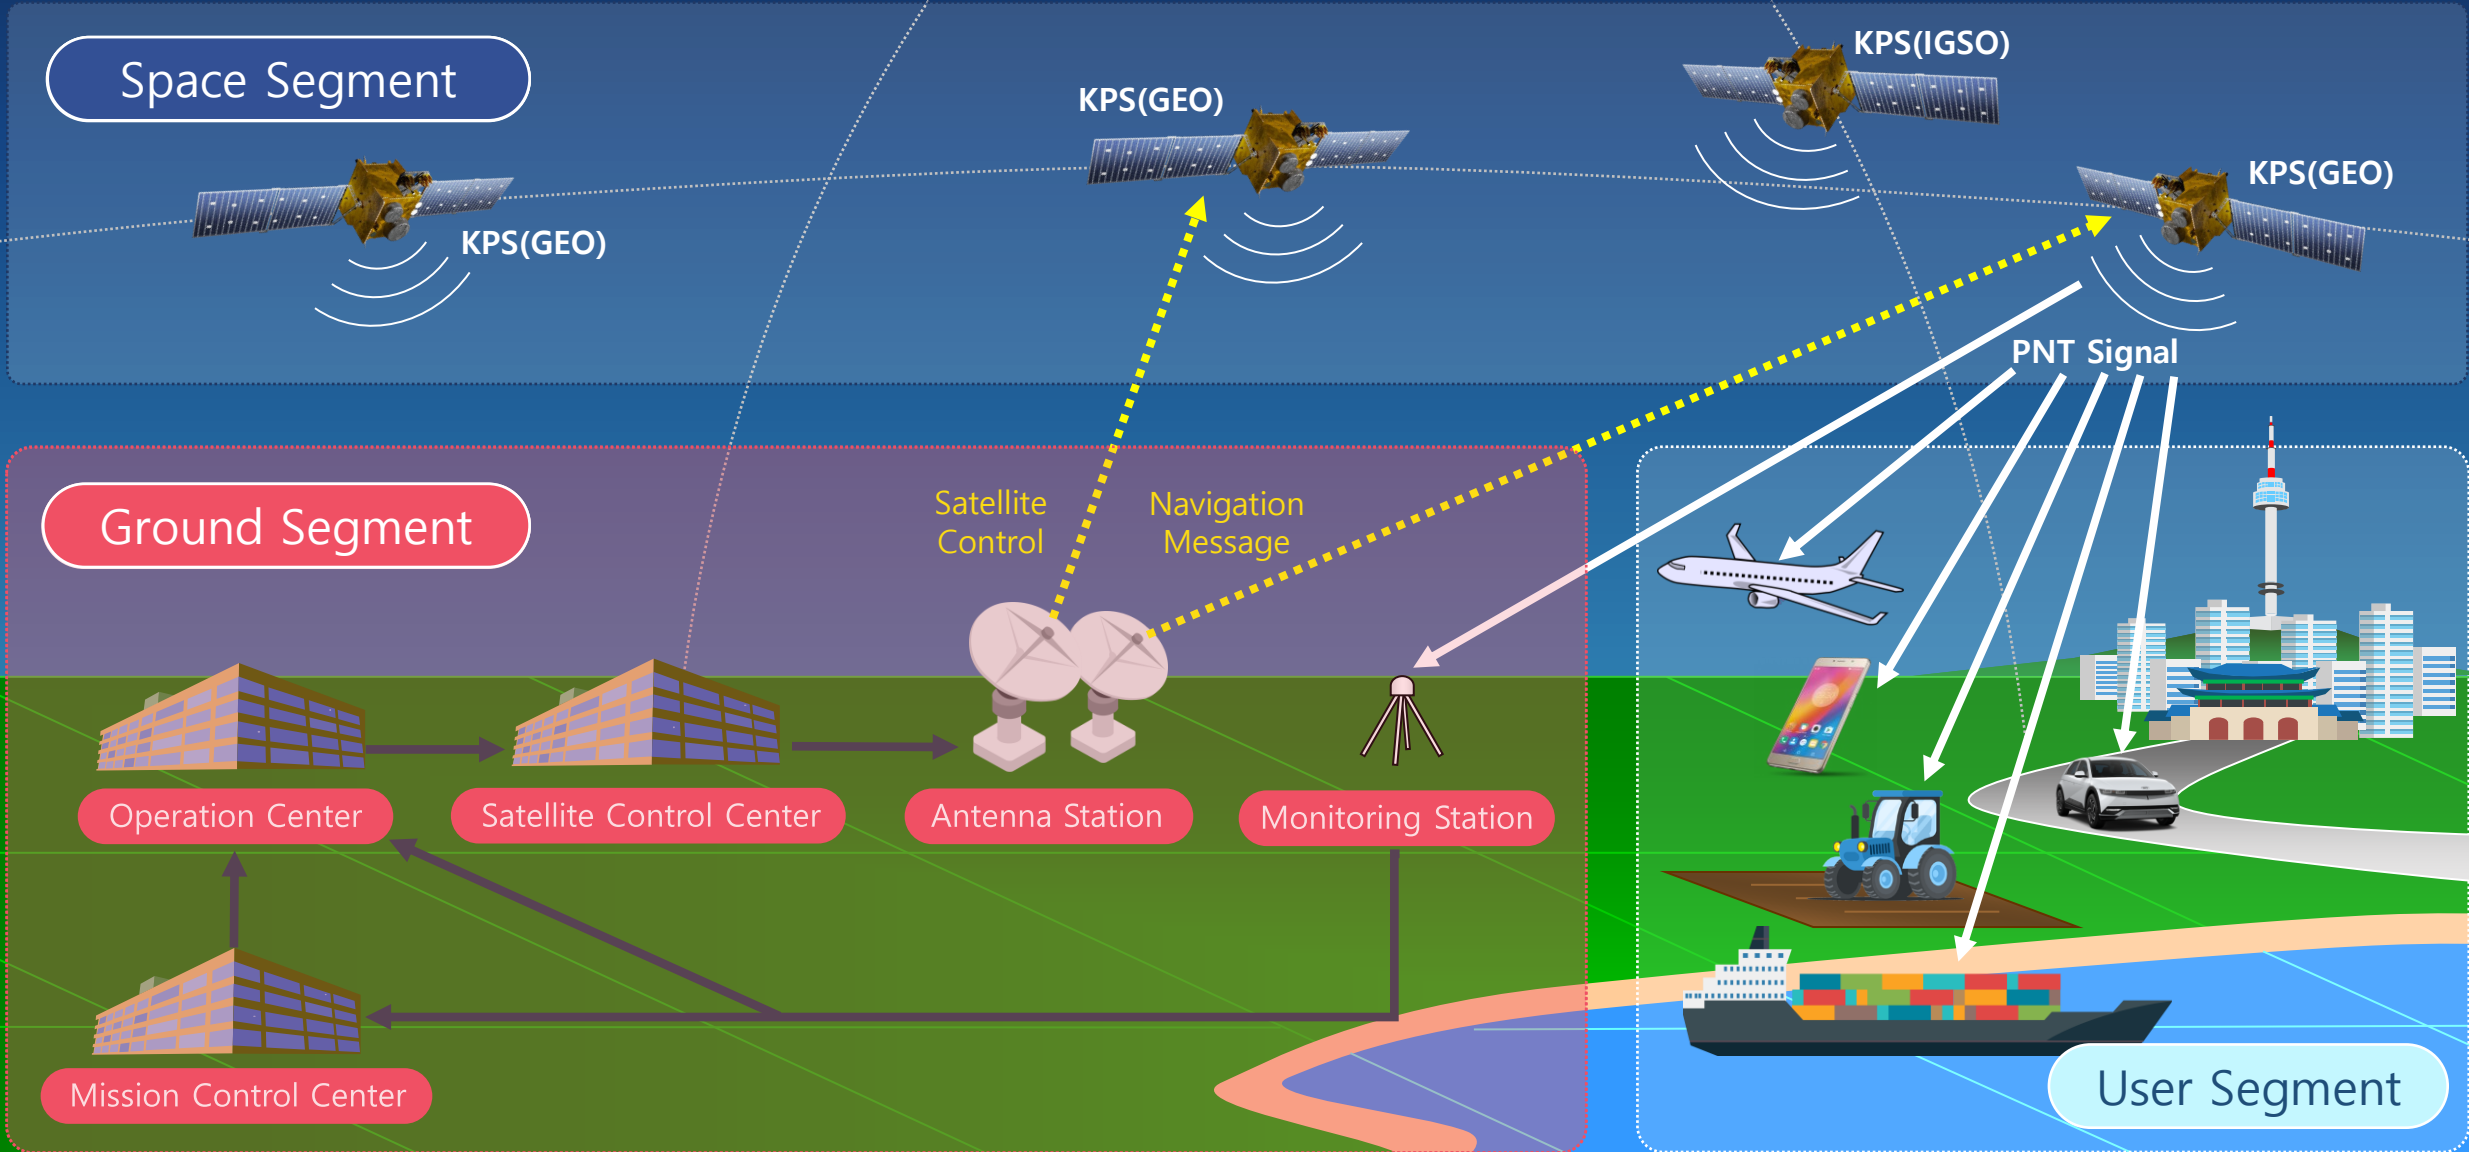 Space Segment
KPS(GEO)
KPS(GEO)
KPS(IGSO)
KPS(GEO)
PNT Signal
Ground Segment
Satellite
Control
Navigation
Message
Operation Center
Satellite Control Center
Antenna Station
Monitoring Station
Mission Control Center
User Segment